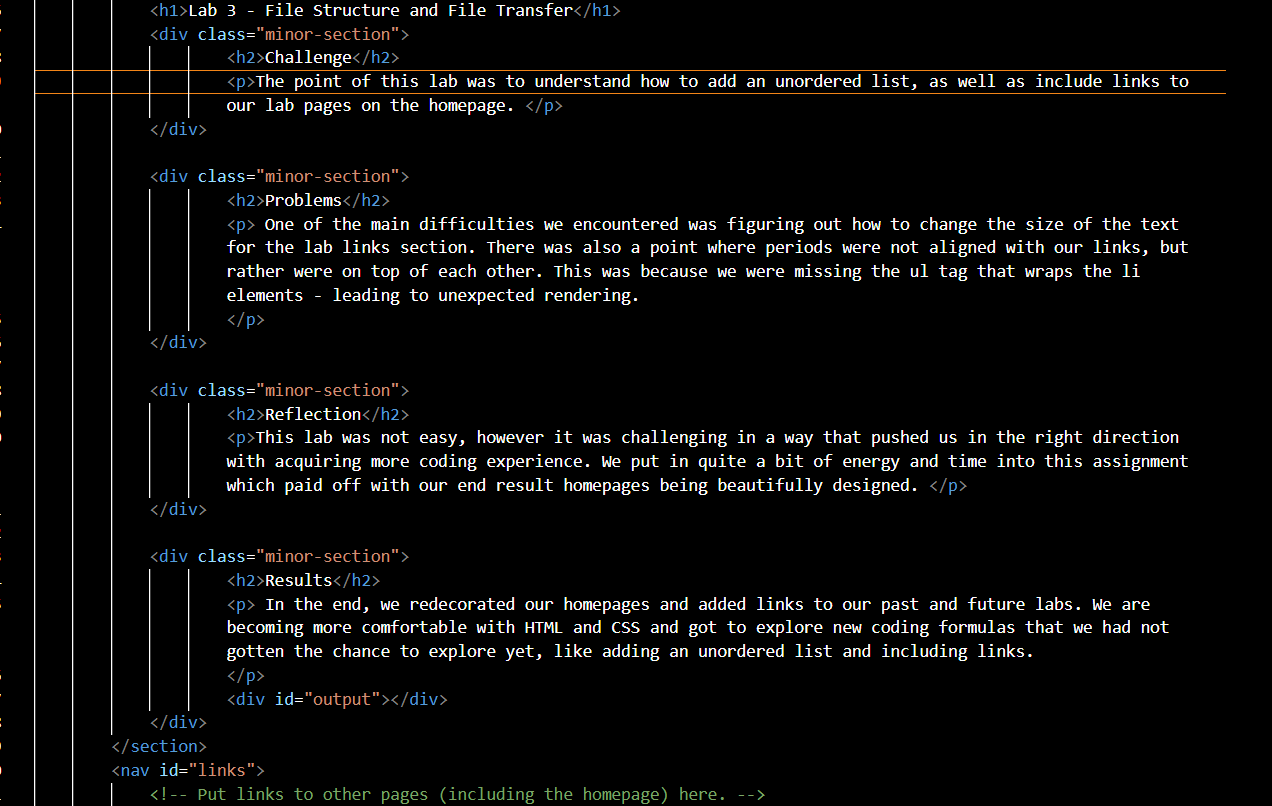 <h1>Lab 3 - File Structure and File Transfer</h1>
<div class="minor-section">
<h2>Challenge</h2>
<p>The point of this lab was to understand how to add an unordered list, as well as include links to
our lab pages on the homepage. </p>
</div>
<div class="minor-section">
<h2>Problems</h2>
<p> One of the main difficulties we encountered was figuring out how to change the size of the text
for the lab links section. There was also a point where periods were not aligned with our links, but
rather were on top of each other. This was because we were missing the ul tag that wraps the li
elements - leading to unexpected rendering.
</p>
</div>
<div class="minor-section">
<h2>Reflection</h2>
<p>This lab was not easy, however it was challenging in a way that pushed us in the right direction
with acquiring more coding experience. We put in quite a bit of energy and time into this assignment
which paid off with our end result homepages being beautifully designed. </p>
</div>
<div class="minor-section">
<h2>Results</h2>
<p> In the end, we redecorated our homepages and added links to our past and future labs. We are
becoming more comfortable with HTML and CSS and got to explore new coding formulas that we had not
gotten the chance to explore yet, like adding an unordered list and including links.
</p>
<div id="output"></div>
</div>
</section>
<nav id="links">
<!-- Put links to other pages (including the homepage) here. -->